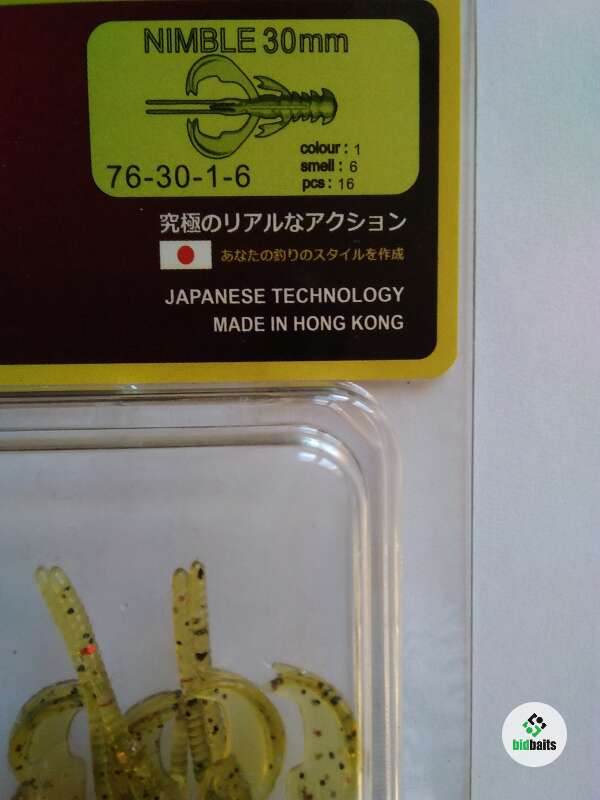 NIMBLE 30mm
colour : 1
smell : 6
pcs : 16
76-30-1-6
究極のリアルなアクション
あなたの釣りのスタイルを作成
JAPANESE TECHNOLOGY
MADE IN HONG KONG
bidbaits